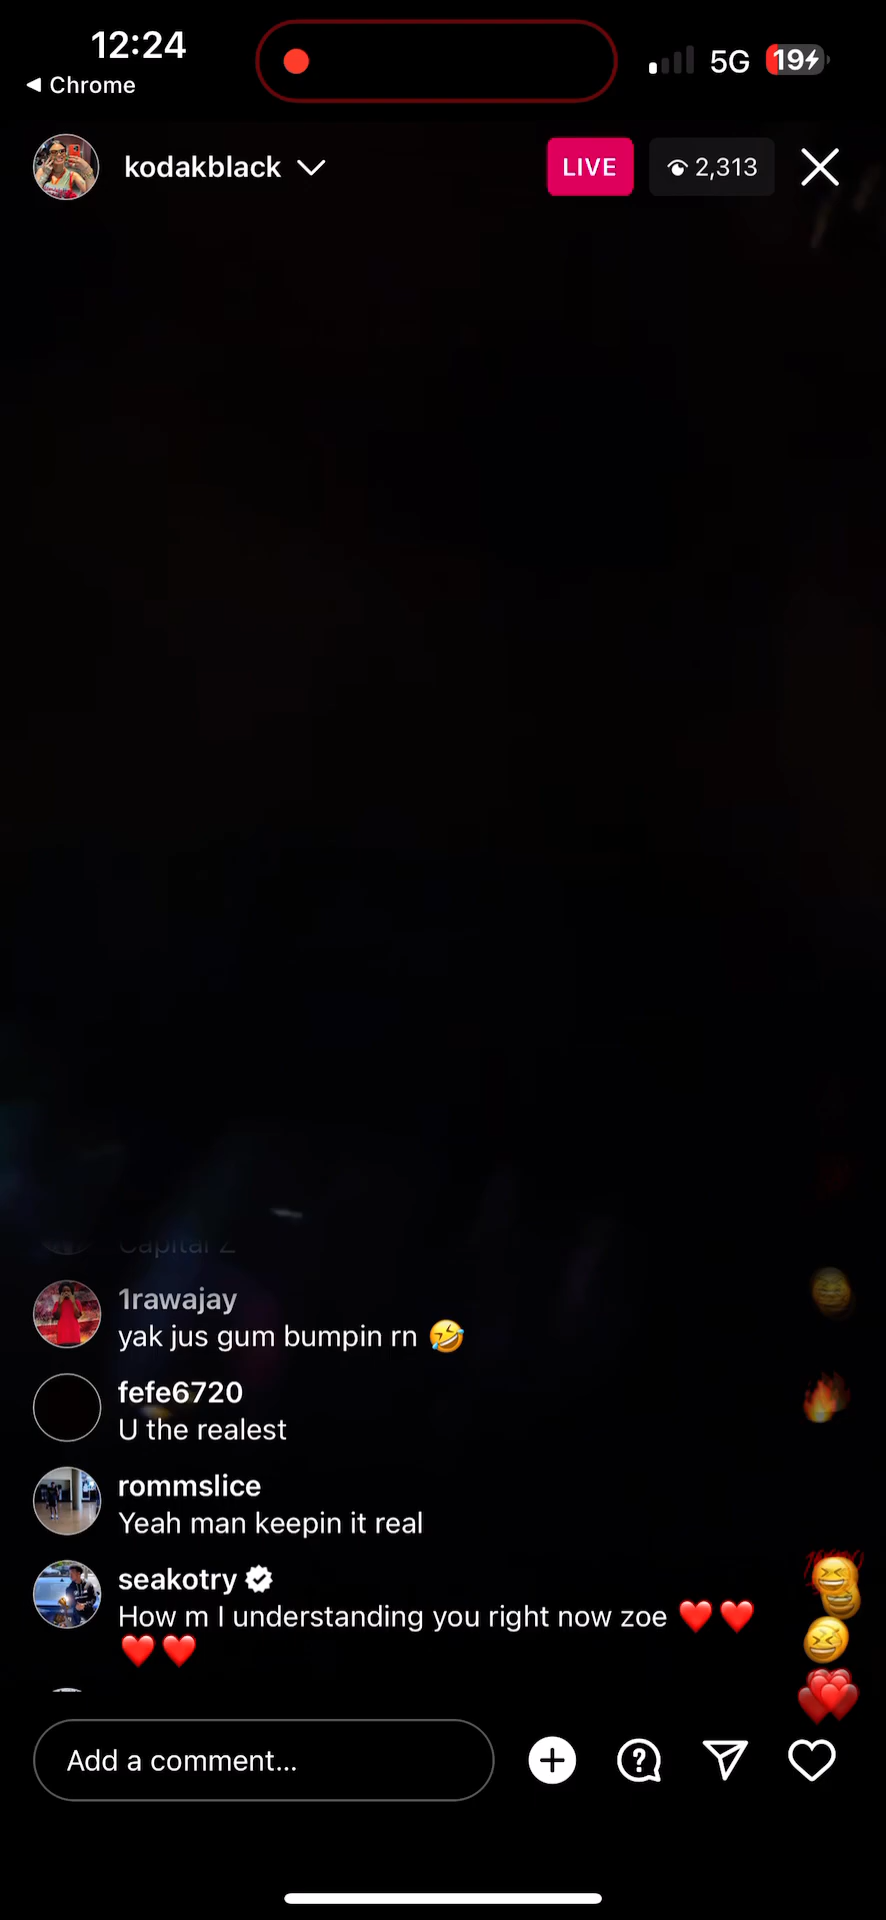 12:24
Chrome
5G
19
kodakblack
LIVE
2,313
Capital Z
1rawajay
yak jus gum bumpin rn 🤣
fefe6720
U the realest
rommslice
Yeah man keepin it real
seakotry
How m I understanding you right now zoe ❤️❤️
❤️❤️
Add a comment...